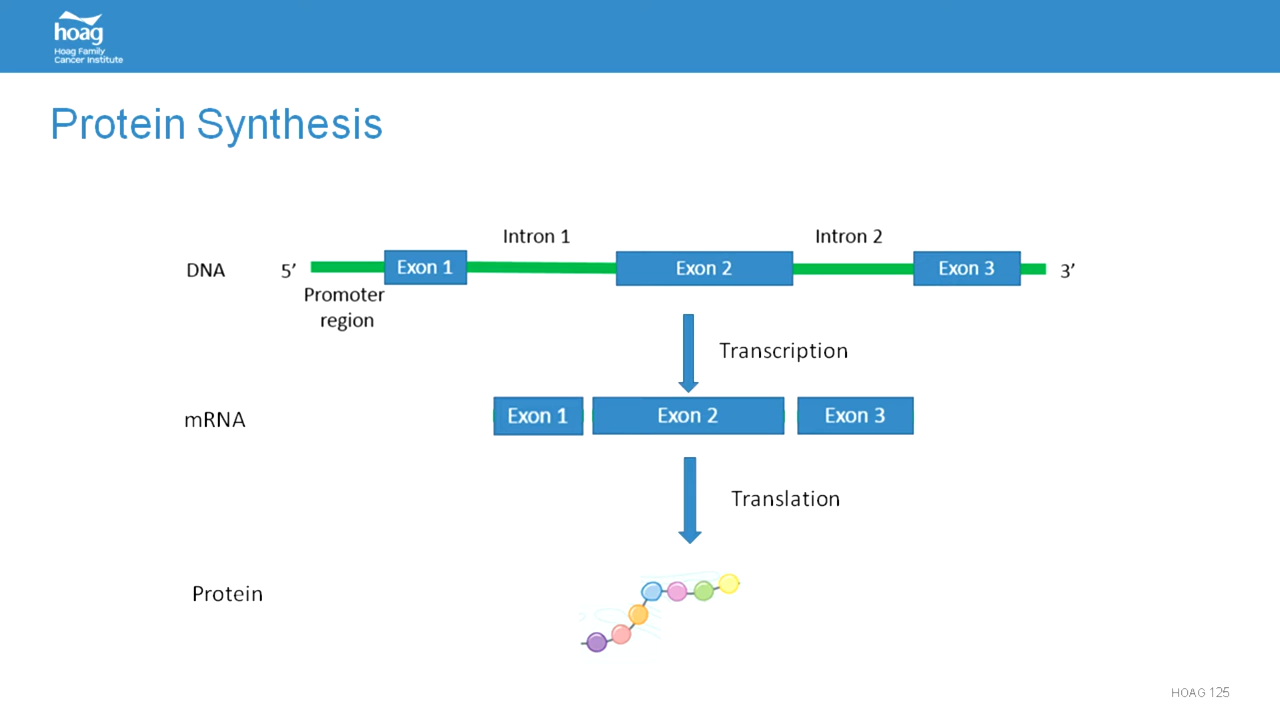 hoag
Hoag Family
Cancer Institute
Protein Synthesis
Intron 1
Intron 2
DNA
5’
Exon 1
Exon 2
Exon 3
3’
Promoter
region
Transcription
mRNA
Exon 1
Exon 2
Exon 3
Translation
Protein
HOAG 125